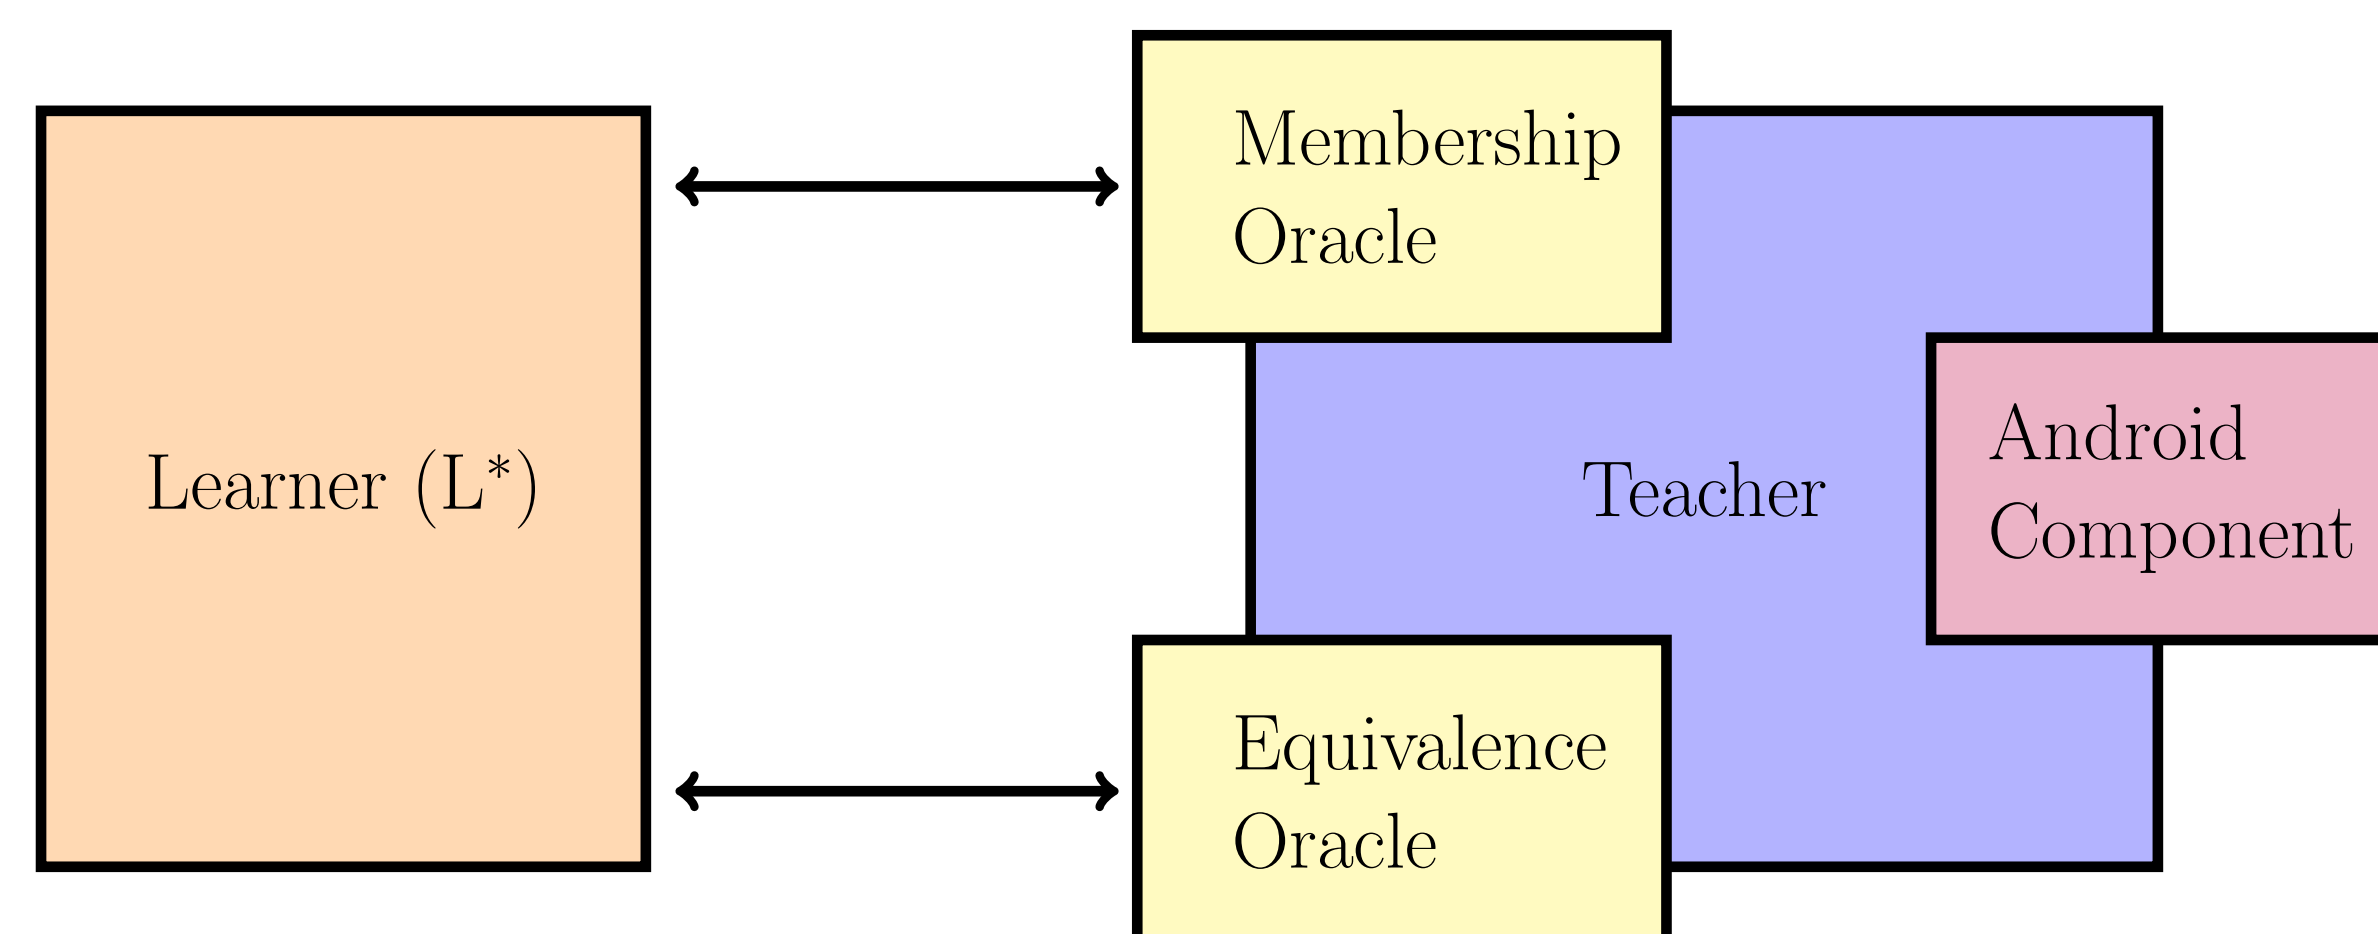 Learner (L*)
Membership
Oracle
Teacher
Android
Component
Equivalence
Oracle